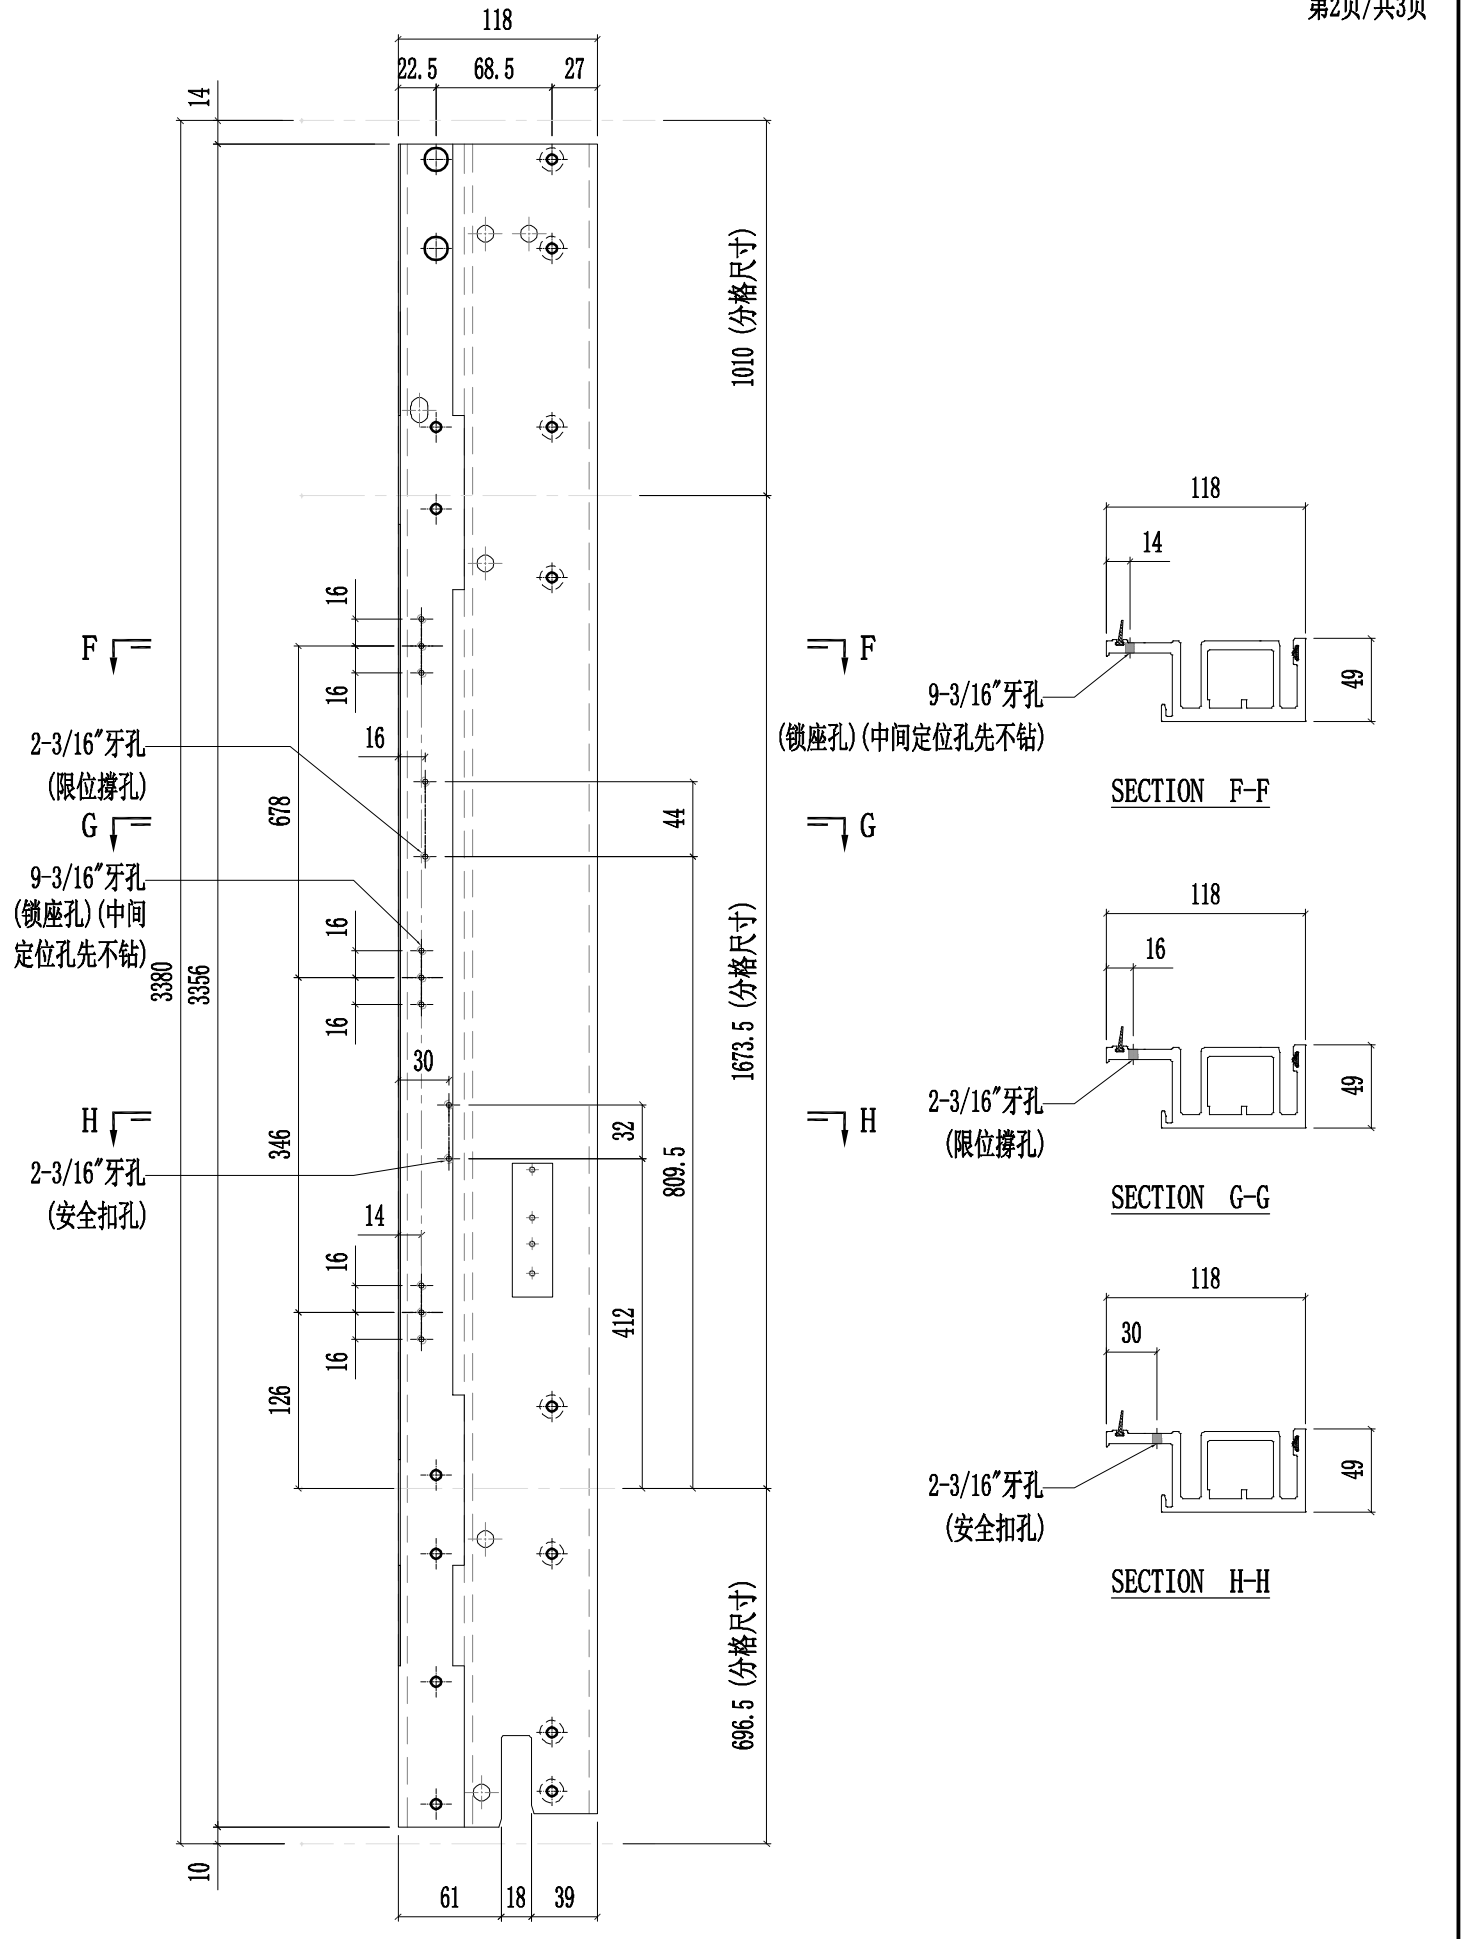 第2页/共3页
118
22.5
68.5
27
14
1010 (分格尺寸)
118
14
16
F
F
16
49
9-3/16"牙孔
(锁座孔)(中间定位孔先不钻)
2-3/16"牙孔
(限位撑孔)
16
SECTION F-F
678
44
G
G
9-3/16"牙孔
(锁座孔)(中间
定位孔先不钻)
118
16
16
3380
3356
1673.5 (分格尺寸)
16
30
49
2-3/16"牙孔
(限位撑孔)
H
H
346
32
809.5
2-3/16"牙孔
(安全扣孔)
SECTION G-G
14
16
118
412
30
16
126
49
2-3/16"牙孔
(安全扣孔)
SECTION H-H
696.5 (分格尺寸)
10
61
18
39